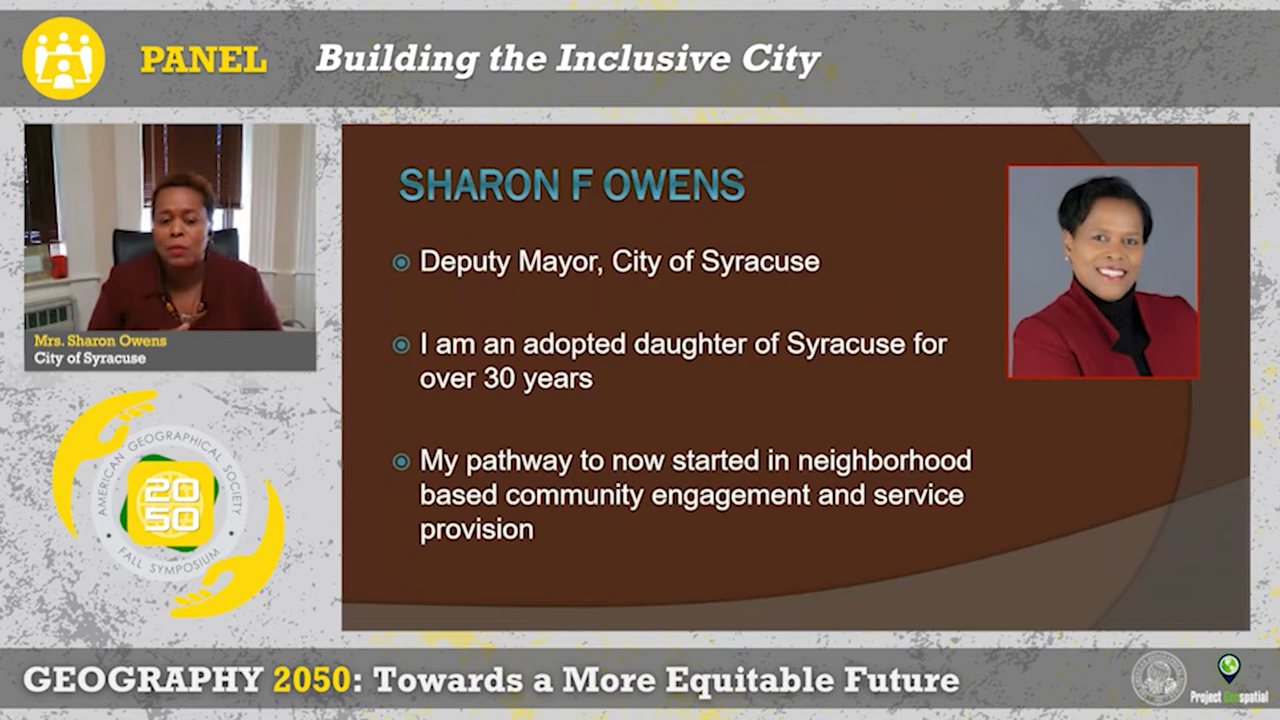 PANEL
Building the Inclusive City
Mrs. Sharon Owens
City of Syracuse
SHARON F OWENS
Deputy Mayor, City of Syracuse
I am an adopted daughter of Syracuse for
over 30 years
My pathway to now started in neighborhood
based community engagement and service
provision
AMERICAN GEOGRAPHICAL SOCIETY
20
50
FALL SYMPOSIUM
GEOGRAPHY 2050: Towards a More Equitable Future
Project Geospatial